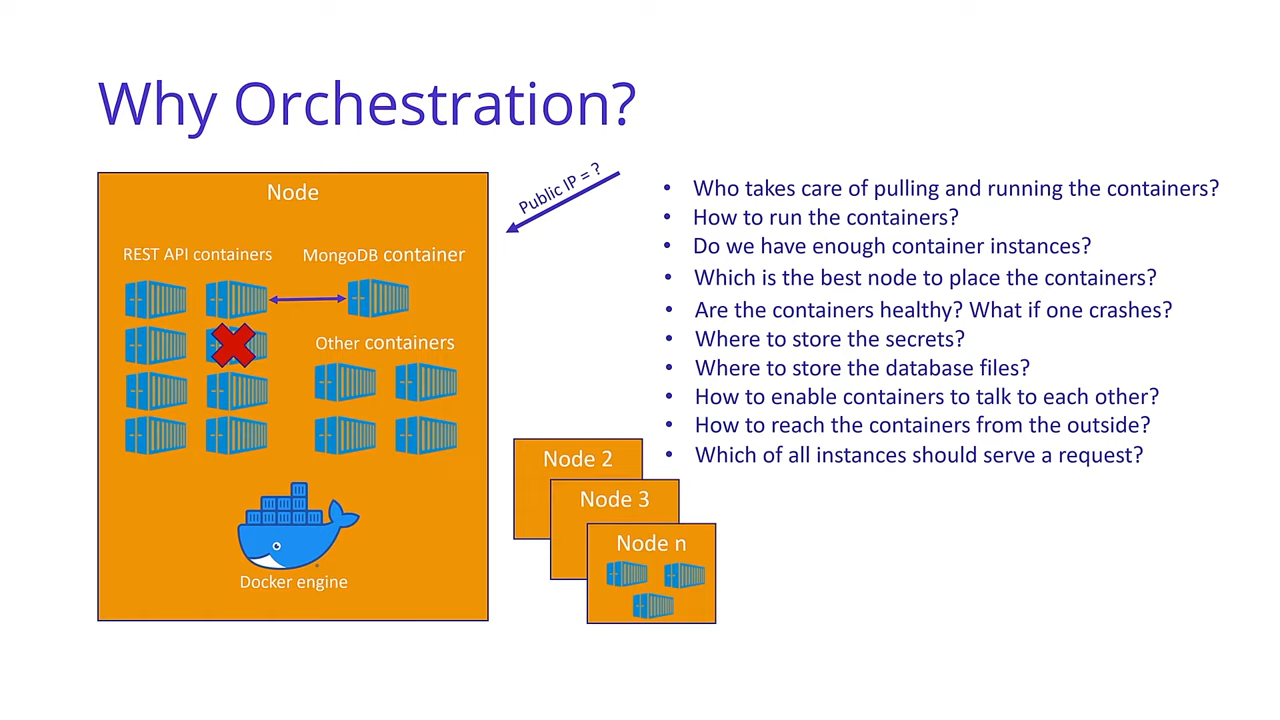 Why Orchestration?
Node
REST API containers
MongoDB container
Other containers
Docker engine
Public IP = ?
Node 2
Node 3
Node n
• Who takes care of pulling and running the containers?
• How to run the containers?
• Do we have enough container instances?
• Which is the best node to place the containers?
• Are the containers healthy? What if one crashes?
• Where to store the secrets?
• Where to store the database files?
• How to enable containers to talk to each other?
• How to reach the containers from the outside?
• Which of all instances should serve a request?